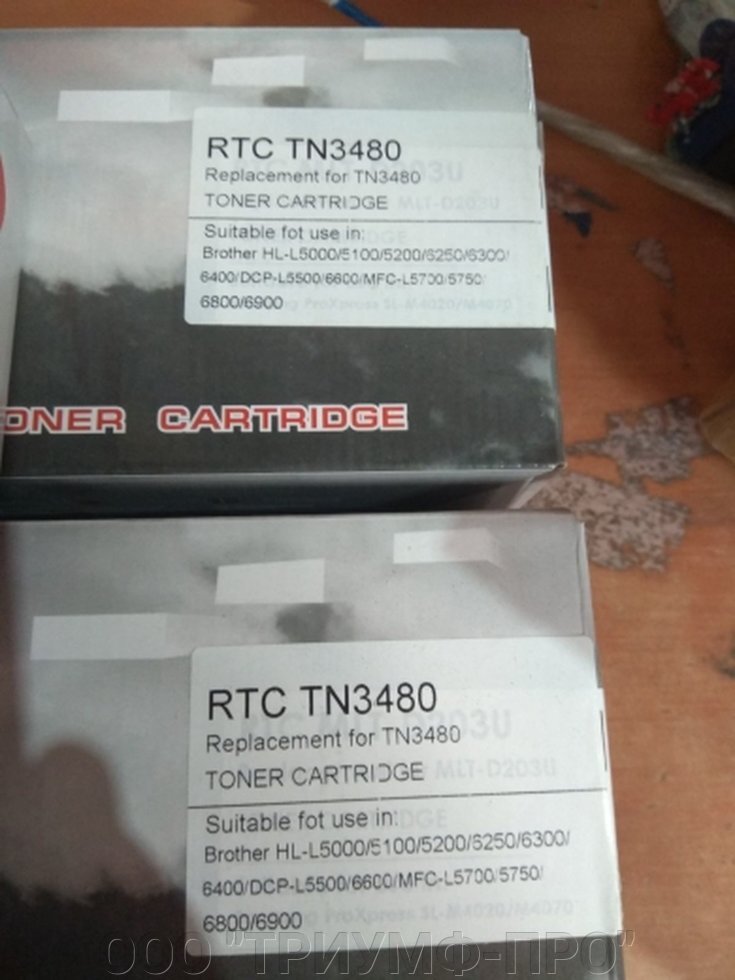 RTC TN3480
Replacement for TN3480
TONER CARTRIDGE
Suitable fot use in:
Brother HL-L5000/5100/5200/6250/6300/
6400/DCP-L5500/6600/MFC-L5700/5750/
6800/6900
ONER CARTRIDGE
RTC TN3480
Replacement for TN3480
TONER CARTRIDGE
Suitable fot use in:
Brother HL-L5000/5100/5200/6250/6300/
6400/DCP-L5500/6600/MFC-L5700/5750/
6800/6900
ООО "ТРИУМФ-ПРО"